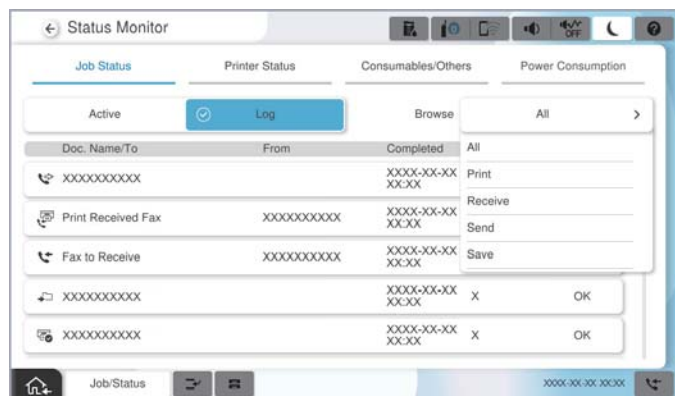 Status Monitor
OFF
Job Status Printer Status Consumables/Others Power Consumption
Active Log Browse All
Doc. Name/To From Completed
All
Print
Receive
Send
Save
XXXXXXXXXX XXXX-XX-XX
XX:XX
Print Received Fax XXXXXXXXXX XXXX-XX-XX
XX:XX
Fax to Receive XXXXXXXXXX XXXX-XX-XX
XX:XX
XXXXXXXXXX XXXX-XX-XX
XX:XX X OK
XXXXXXXXXX XXXX-XX-XX
XX:XX X OK
Job/Status XXXX-XX-XX XX:XX